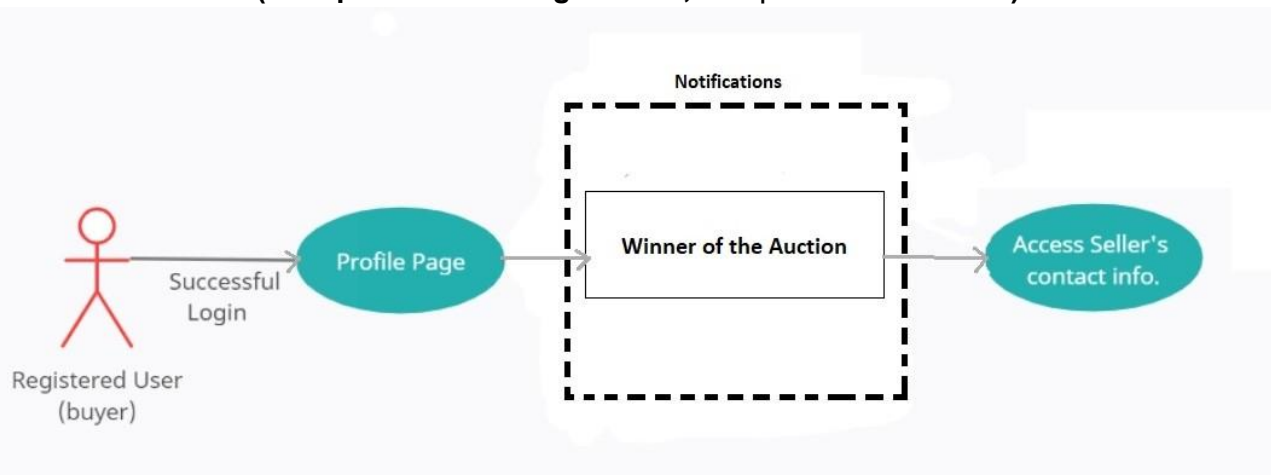 Notifications
Winner of the Auction
Profile Page
Access Seller's
contact info.
Successful
Login
Registered User
(buyer)